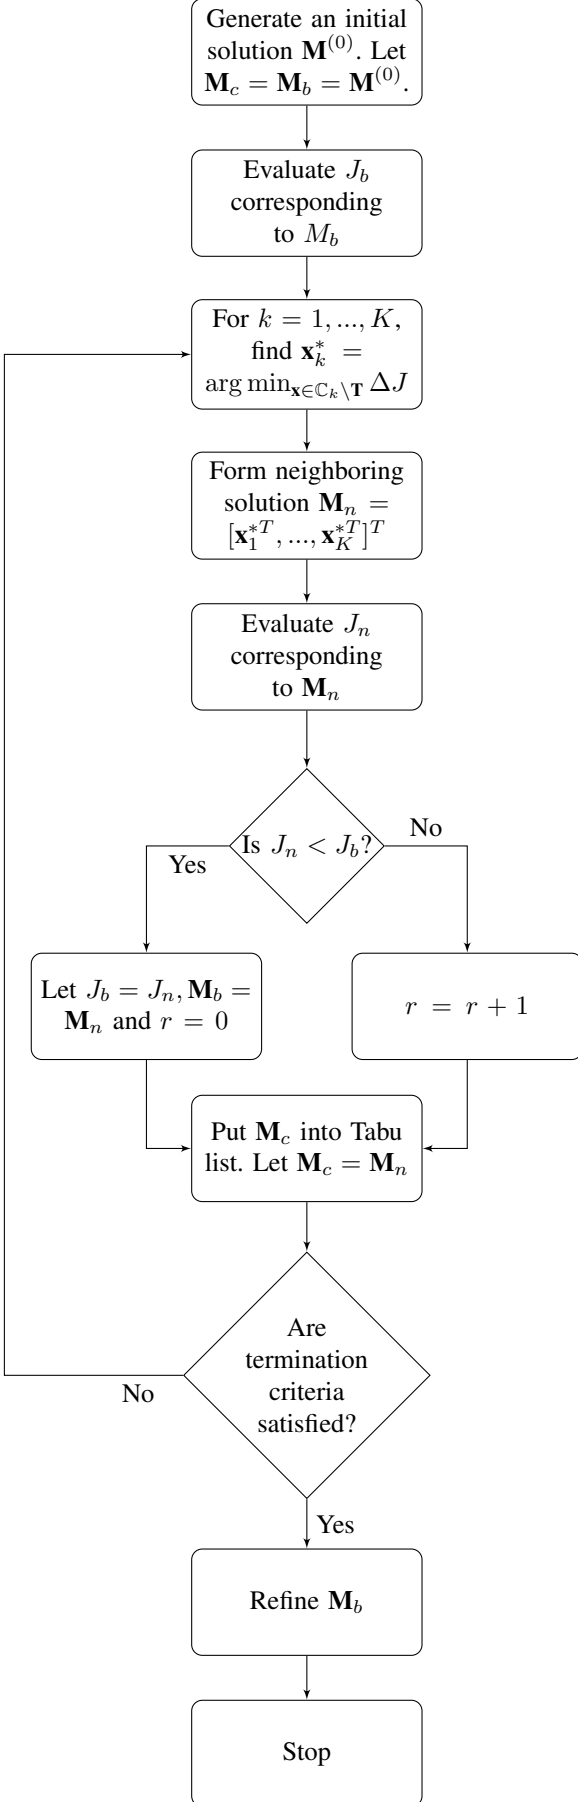 Generate an initial
solution M^(0). Let
M_c = M_b = M^(0).
Evaluate J_b
corresponding
to M_b
For k = 1, ..., K,
find x_k^* =
arg min_{x∈ℂ_k\T} ΔJ
Form neighboring
solution M_n =
[x_1^{*T}, ..., x_K^{*T}]^T
Evaluate J_n
corresponding
to M_n
Is J_n < J_b?
Yes
No
Let J_b = J_n, M_b =
M_n and r = 0
r = r + 1
Put M_c into Tabu
list. Let M_c = M_n
Are
termination
criteria
satisfied?
No
Yes
Refine M_b
Stop